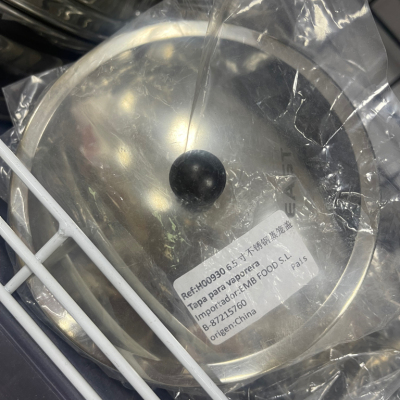 Ref:H00930 6.5寸不锈钢蒸笼盖
Tapa para vaporera
Importador:EMB FOOD S.L.
B-87215760 País
origen:China